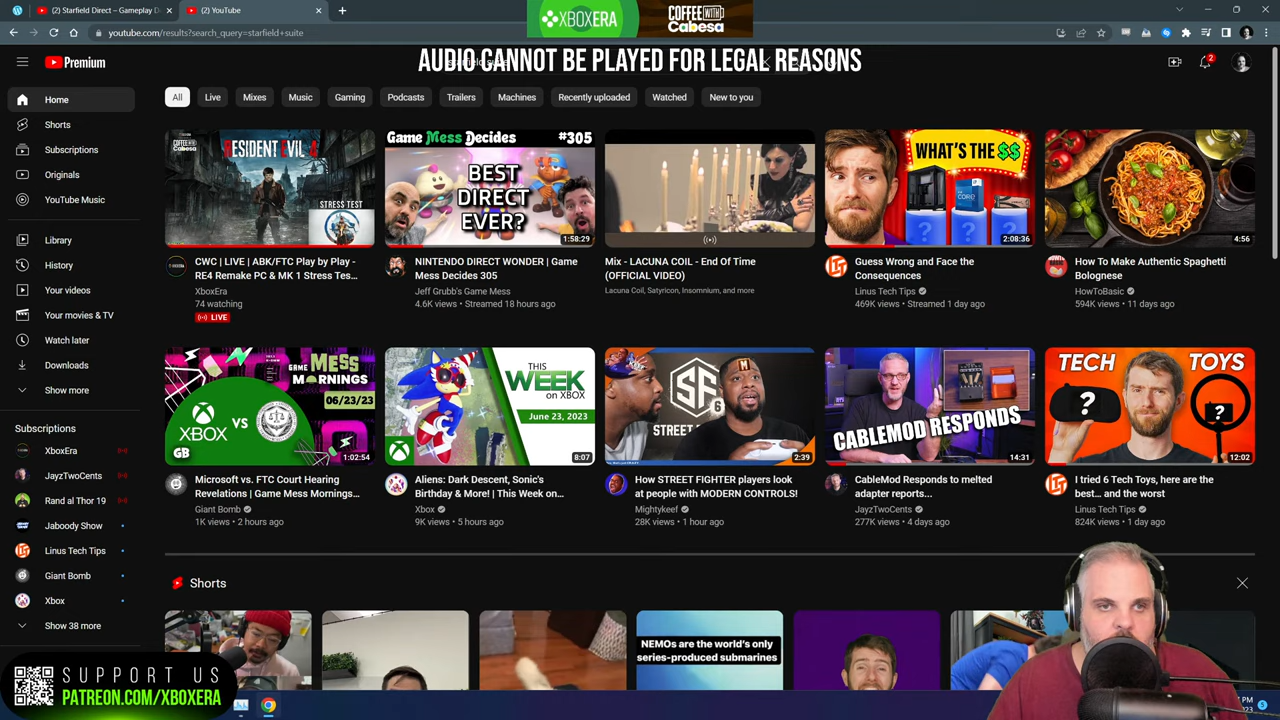 (2) Starfield Direct – Gameplay D
(2) YouTube
XBOXERA
COFFEE WITH
Cabesa
youtube.com/results?search_query=starfield+suite
AUDIO CANNOT BE PLAYED FOR LEGAL REASONS
Premium
2
All
Live
Mixes
Music
Gaming
Podcasts
Trailers
Machines
Recently uploaded
Watched
New to you
Home
Shorts
Subscriptions
Originals
YouTube Music
Library
History
Your videos
Your movies & TV
Watch later
Downloads
Show more
Subscriptions
XboxEra
JayzTwoCents
Rand al Thor 19
Jaboody Show
Linus Tech Tips
Giant Bomb
Xbox
Show 38 more
RESIDENT EVIL 4
STRESS TEST
CWC | LIVE | ABK/FTC Play by Play -
RE4 Remake PC & MK 1 Stress Tes...
XboxEra
74 watching
LIVE
Game Mess Decides #305
BEST
DIRECT
EVER?
1:58:29
NINTENDO DIRECT WONDER | Game
Mess Decides 305
Jeff Grubb's Game Mess
4.6K views • Streamed 18 hours ago
Mix - LACUNA COIL - End Of Time
(OFFICIAL VIDEO)
Lacuna Coil, Satyricon, Insomnium, and more
WHAT'S THE $$
CORE
? ?
2:08:36
Guess Wrong and Face the
Consequences
Linus Tech Tips
469K views • Streamed 1 day ago
4:56
How To Make Authentic Spaghetti
Bolognese
HowToBasic
594K views • 11 days ago
GAME MESS
MORNINGS
06/23/23
XBOX VS
GB
1:02:54
Microsoft vs. FTC Court Hearing
Revelations | Game Mess Mornings...
Giant Bomb
1K views • 2 hours ago
THIS
WEEK
on XBOX
June 23, 2023
8:07
Aliens: Dark Descent, Sonic's
Birthday & More! | This Week on...
Xbox
9K views • 5 hours ago
SF
6
STREET
2:39
How STREET FIGHTER players look
at people with MODERN CONTROLS!
Mightykeef
28K views • 1 hour ago
CABLEMOD RESPONDS
14:31
CableMod Responds to melted
adapter reports...
JayzTwoCents
277K views • 4 days ago
TECH TOYS
? ?
12:02
I tried 6 Tech Toys, here are the
best... and the worst
Linus Tech Tips
824K views • 1 day ago
Shorts
NEMOs are the world's only
series-produced submarines
SUPPORT US
PATREON.COM/XBOXERA